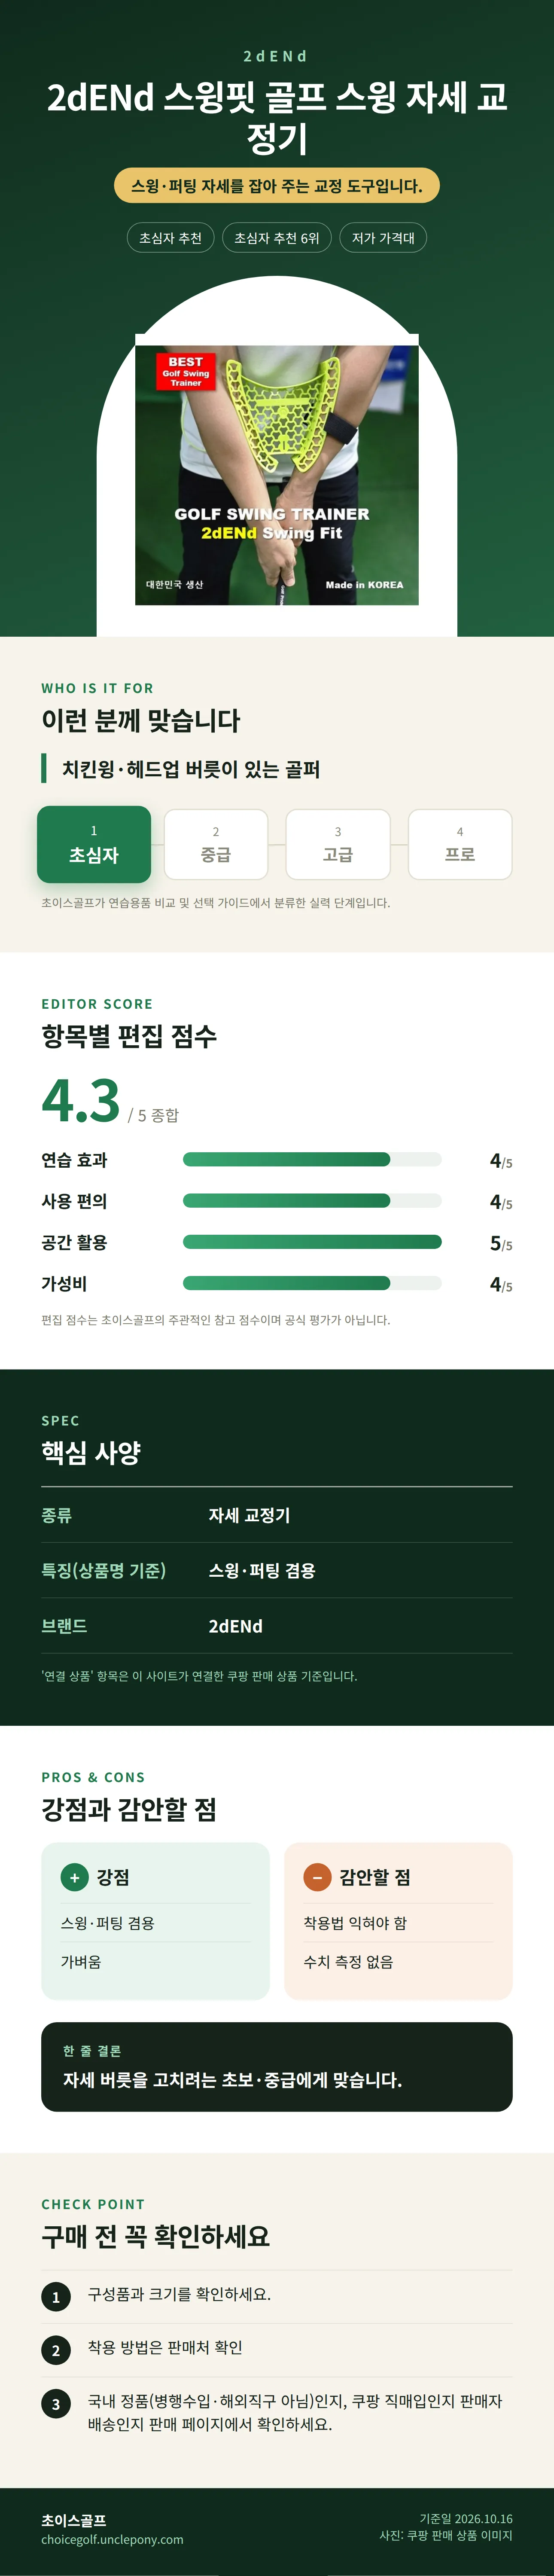 2dENd
2dENd 스윙핏 골프 스윙 자세 교
정기
스윙·퍼팅 자세를 잡아 주는 교정 도구입니다.
초심자 추천
초심자 추천 6위
저가 가격대
BEST
Golf Swing
Trainer
GOLF SWING TRAINER
2dENd Swing Fit
대한민국 생산
Made in KOREA
WHO IS IT FOR
이런 분께 맞습니다
치킨윙·헤드업 버릇이 있는 골퍼
1
초심자
2
중급
3
고급
4
프로
초이스골프가 연습용품 비교 및 선택 가이드에서 분류한 실력 단계입니다.
EDITOR SCORE
항목별 편집 점수
4.3 / 5 종합
연습 효과 4/5
사용 편의 4/5
공간 활용 5/5
가성비 4/5
편집 점수는 초이스골프의 주관적인 참고 점수이며 공식 평가가 아닙니다.
SPEC
핵심 사양
종류 자세 교정기
특징(상품명 기준) 스윙·퍼팅 겸용
브랜드 2dENd
'연결 상품' 항목은 이 사이트가 연결한 쿠팡 판매 상품 기준입니다.
PROS & CONS
강점과 감안할 점
+ 강점
스윙·퍼팅 겸용
가벼움
− 감안할 점
착용법 익혀야 함
수치 측정 없음
한 줄 결론
자세 버릇을 고치려는 초보·중급에게 맞습니다.
CHECK POINT
구매 전 꼭 확인하세요
1 구성품과 크기를 확인하세요.
2 착용 방법은 판매처 확인
3 국내 정품(병행수입·해외직구 아님)인지, 쿠팡 직매입인지 판매자
배송인지 판매 페이지에서 확인하세요.
초이스골프
choicegolf.unclepony.com
기준일 2026.10.16
사진: 쿠팡 판매 상품 이미지